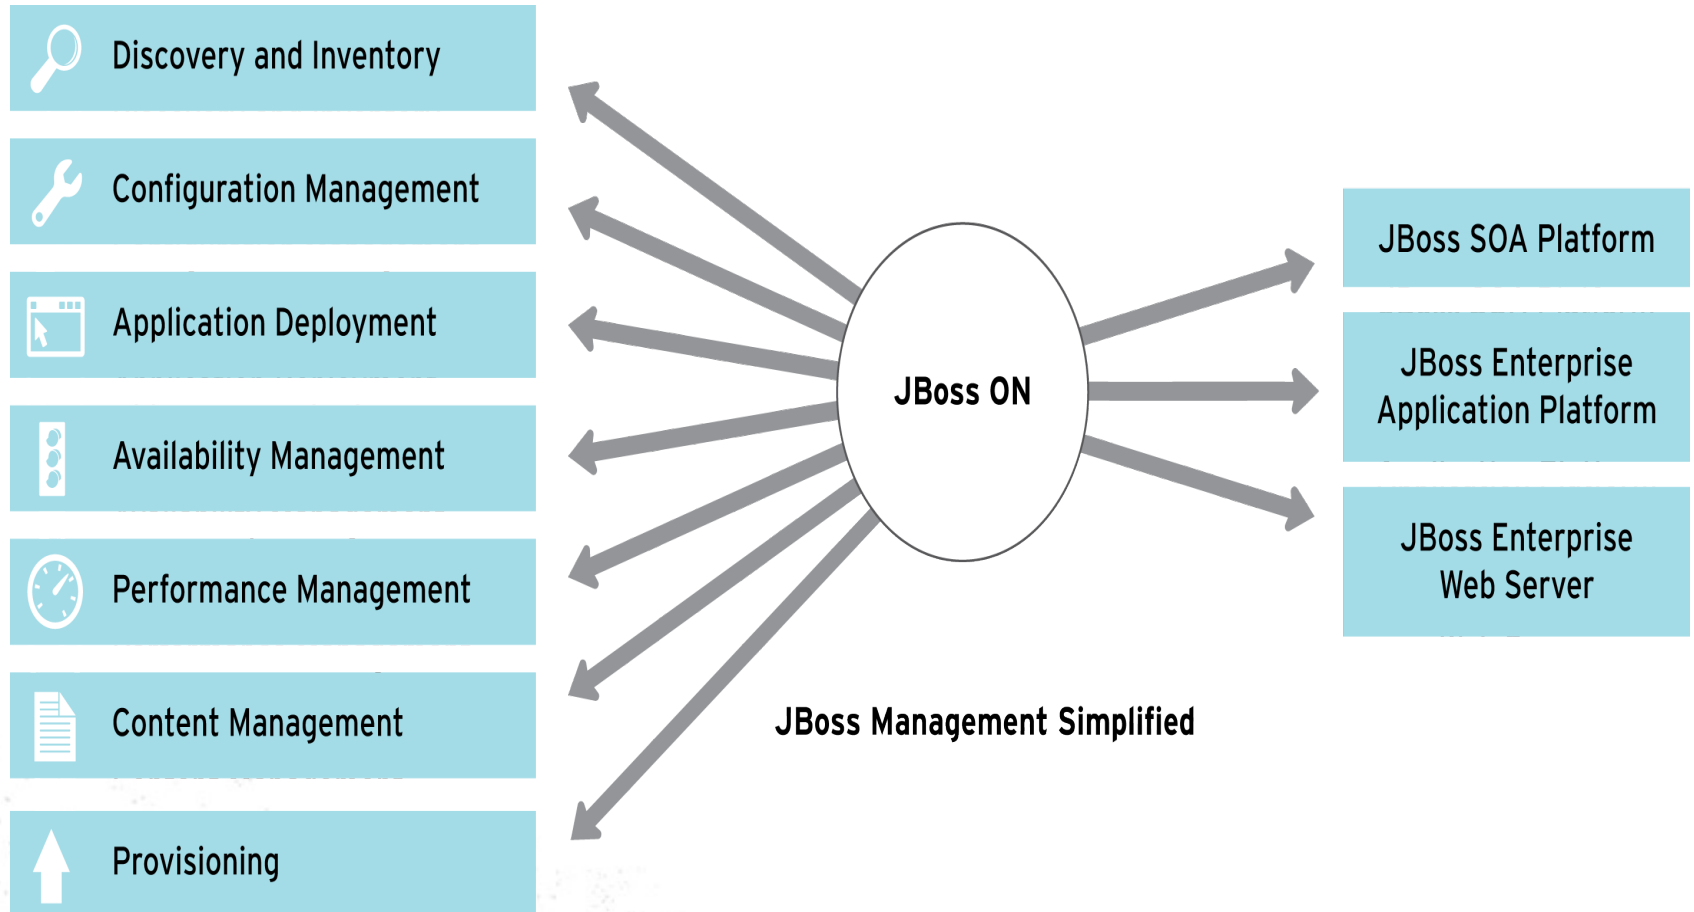 Discovery and Inventory
Configuration Management
Application Deployment
Availability Management
Performance Management
Content Management
Provisioning
JBoss ON
JBoss Management Simplified
JBoss SOA Platform
JBoss Enterprise
Application Platform
JBoss Enterprise
Web Server